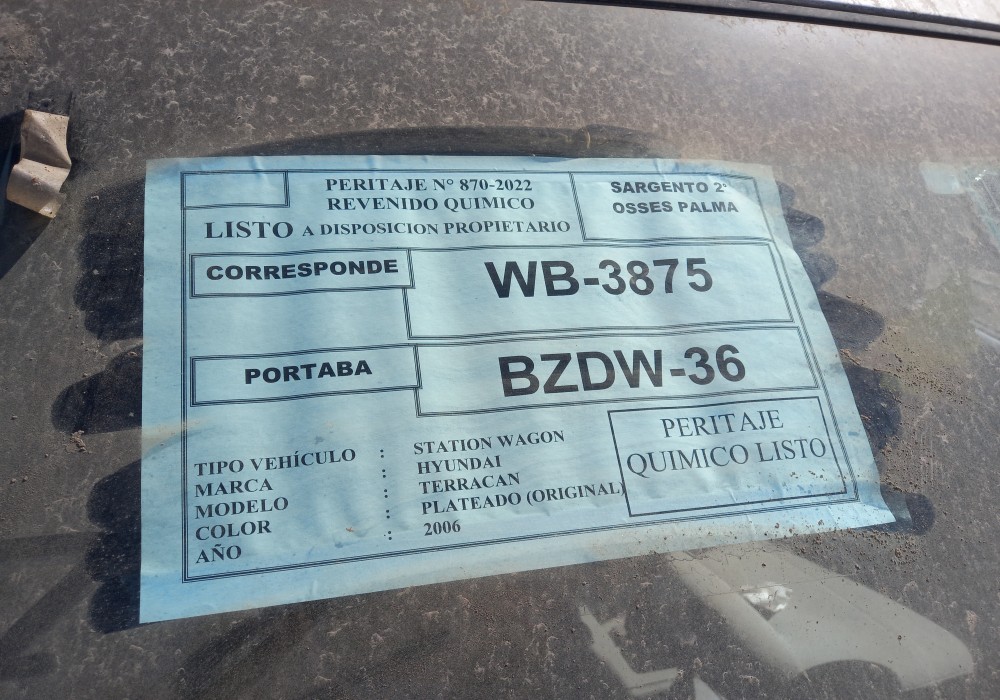 PERITAJE N° 870-2022
REVENIDO QUIMICO
LISTO A DISPOSICION PROPIETARIO
SARGENTO 2°
OSSES PALMA
CORRESPONDE
WB-3875
PORTABA
BZDW-36
TIPO VEHÍCULO : STATION WAGON
MARCA : HYUNDAI
MODELO : TERRACAN
COLOR : PLATEADO (ORIGINAL)
AÑO : 2006
PERITAJE
QUIMICO LISTO